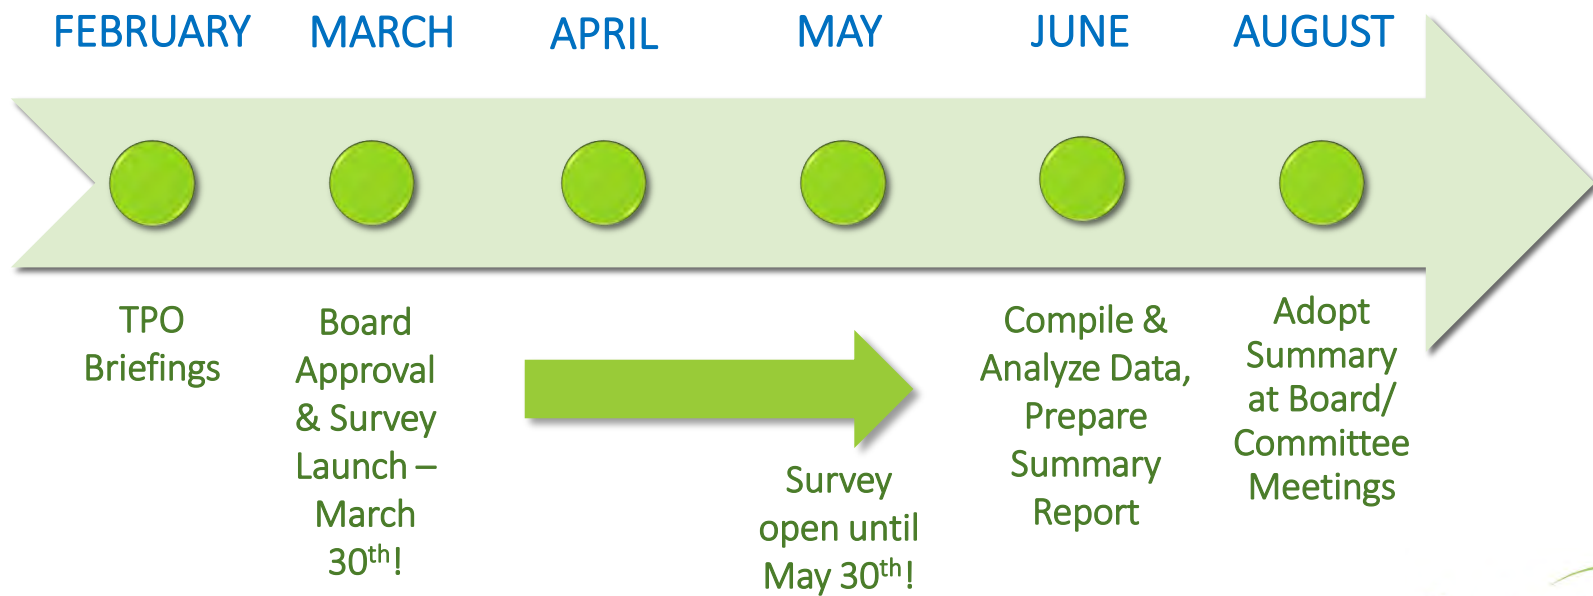 FEBRUARY
MARCH
APRIL
MAY
JUNE
AUGUST
TPO
Briefings
Board
Approval
& Survey
Launch –
March
30th!
Survey
open until
May 30th!
Compile &
Analyze Data,
Prepare
Summary
Report
Adopt
Summary
at Board/
Committee
Meetings